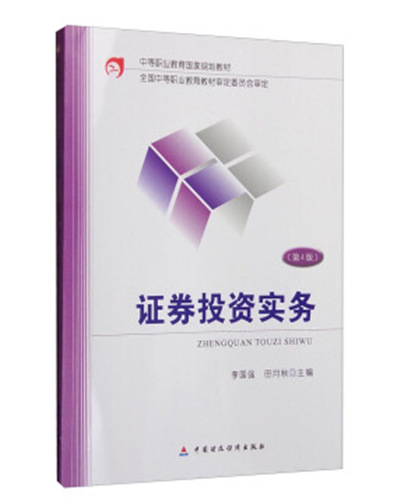 中等职业教育国家规划教材
全国中等职业教育教材审定委员会审定
（第4版）
证券投资实务
ZHENGQUAN TOUZI SHIWU
李国强 田月秋□主编
中国财政经济出版社